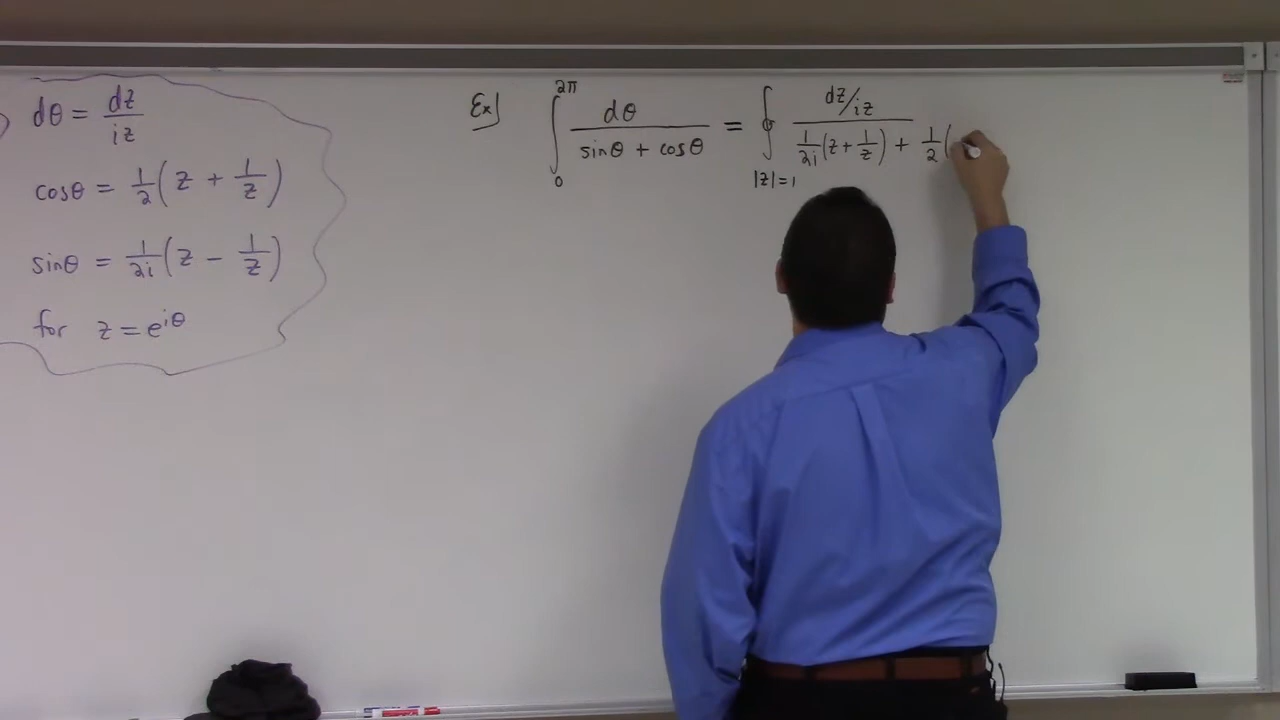 dθ = dz/iz
cosθ = 1/2 (z + 1/z)
sinθ = 1/2i (z − 1/z)
for z = e^{iθ}
Ex) ∫_0^{2π} dθ/(sinθ + cosθ) = ∮_{|z|=1} (dz/iz)/(1/2i (z + 1/z) + 1/2 (